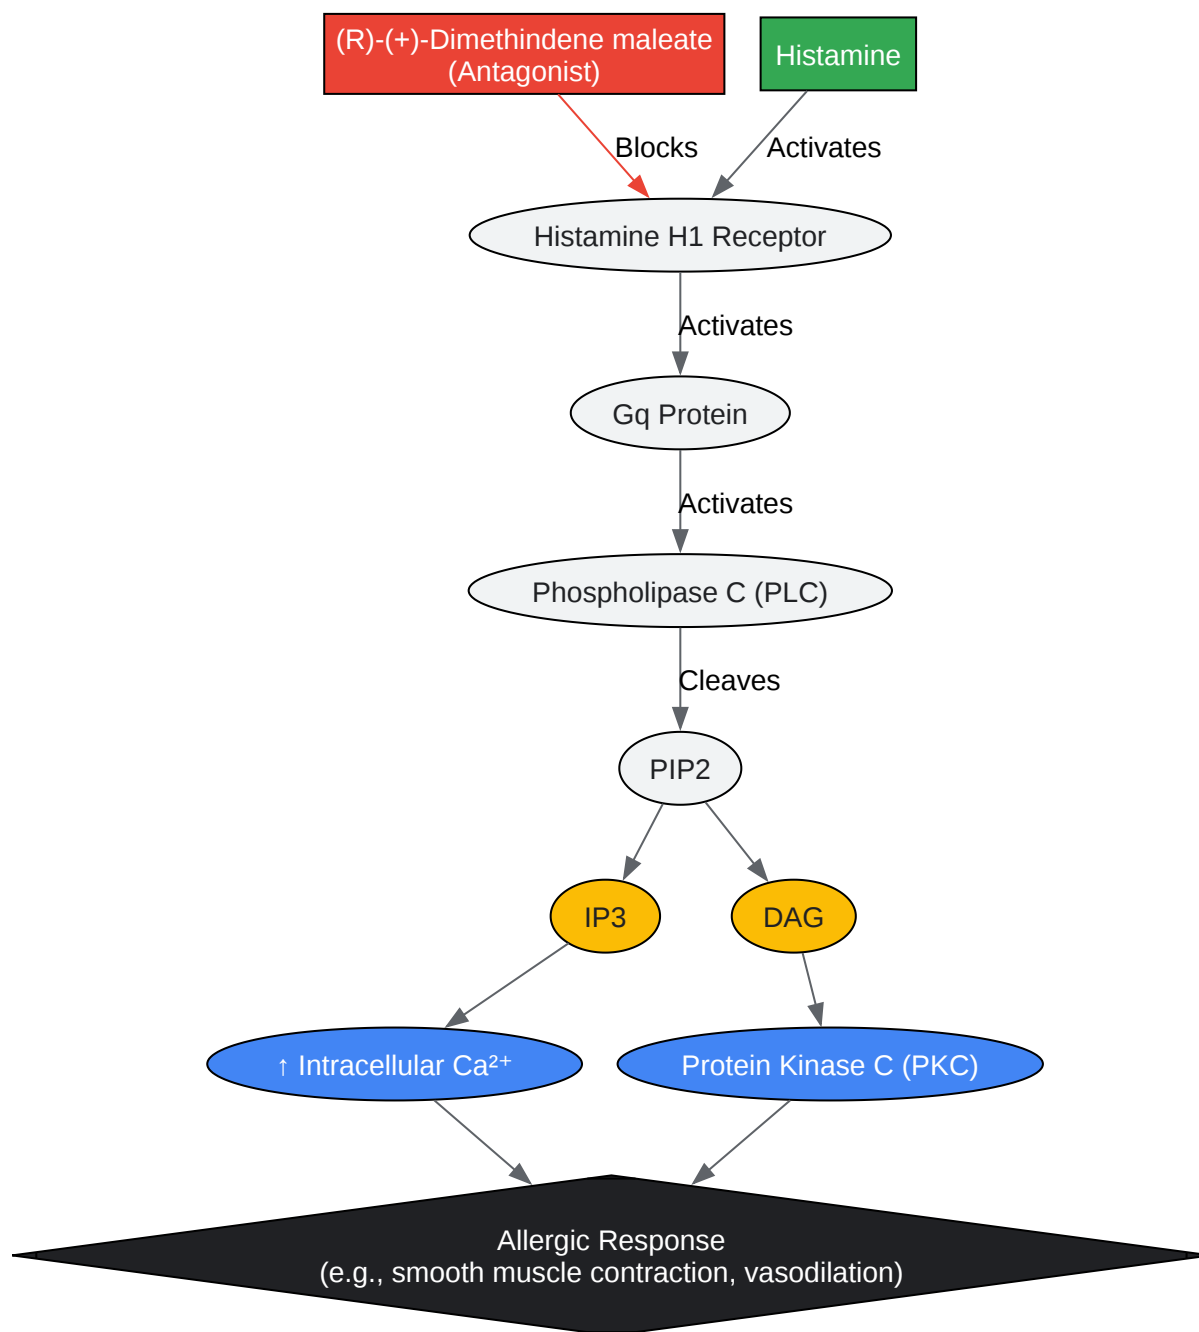 (R)-(+)-Dimethindene maleate
(Antagonist)
Histamine
Blocks
Activates
Histamine H1 Receptor
Activates
Gq Protein
Activates
Phospholipase C (PLC)
Cleaves
PIP2
IP3
DAG
↑ Intracellular Ca²⁺
Protein Kinase C (PKC)
Allergic Response
(e.g., smooth muscle contraction, vasodilation)